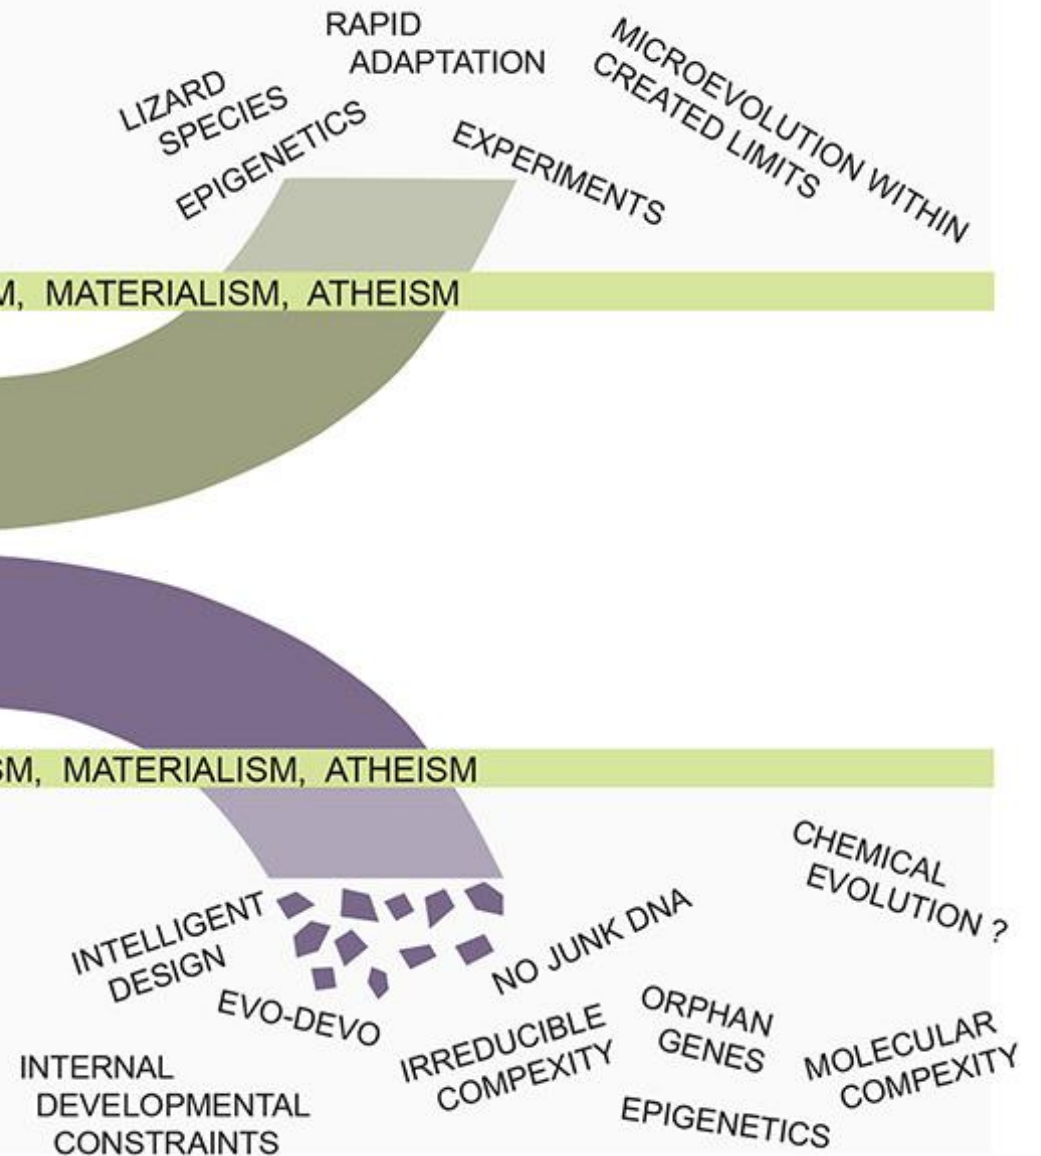 RAPID
ADAPTATION
MICROEVOLUTION WITHIN
CREATED LIMITS
LIZARD
SPECIES
EPIGENETICS
EXPERIMENTS
M, MATERIALISM, ATHEISM
SM, MATERIALISM, ATHEISM
CHEMICAL
EVOLUTION ?
INTELLIGENT
DESIGN
NO JUNK DNA
EVO-DEVO
ORPHAN
GENES
IRREDUCIBLE
COMPEXITY
MOLECULAR
COMPEXITY
INTERNAL
DEVELOPMENTAL
CONSTRAINTS
EPIGENETICS